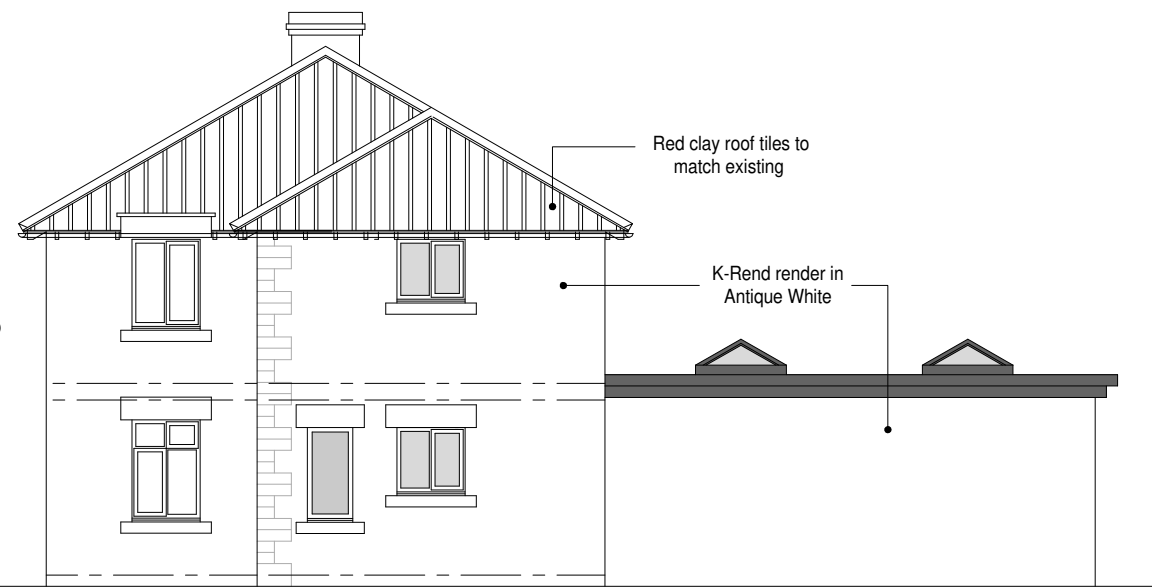 Red clay roof tiles to
match existing
K-Rend render in
Antique White